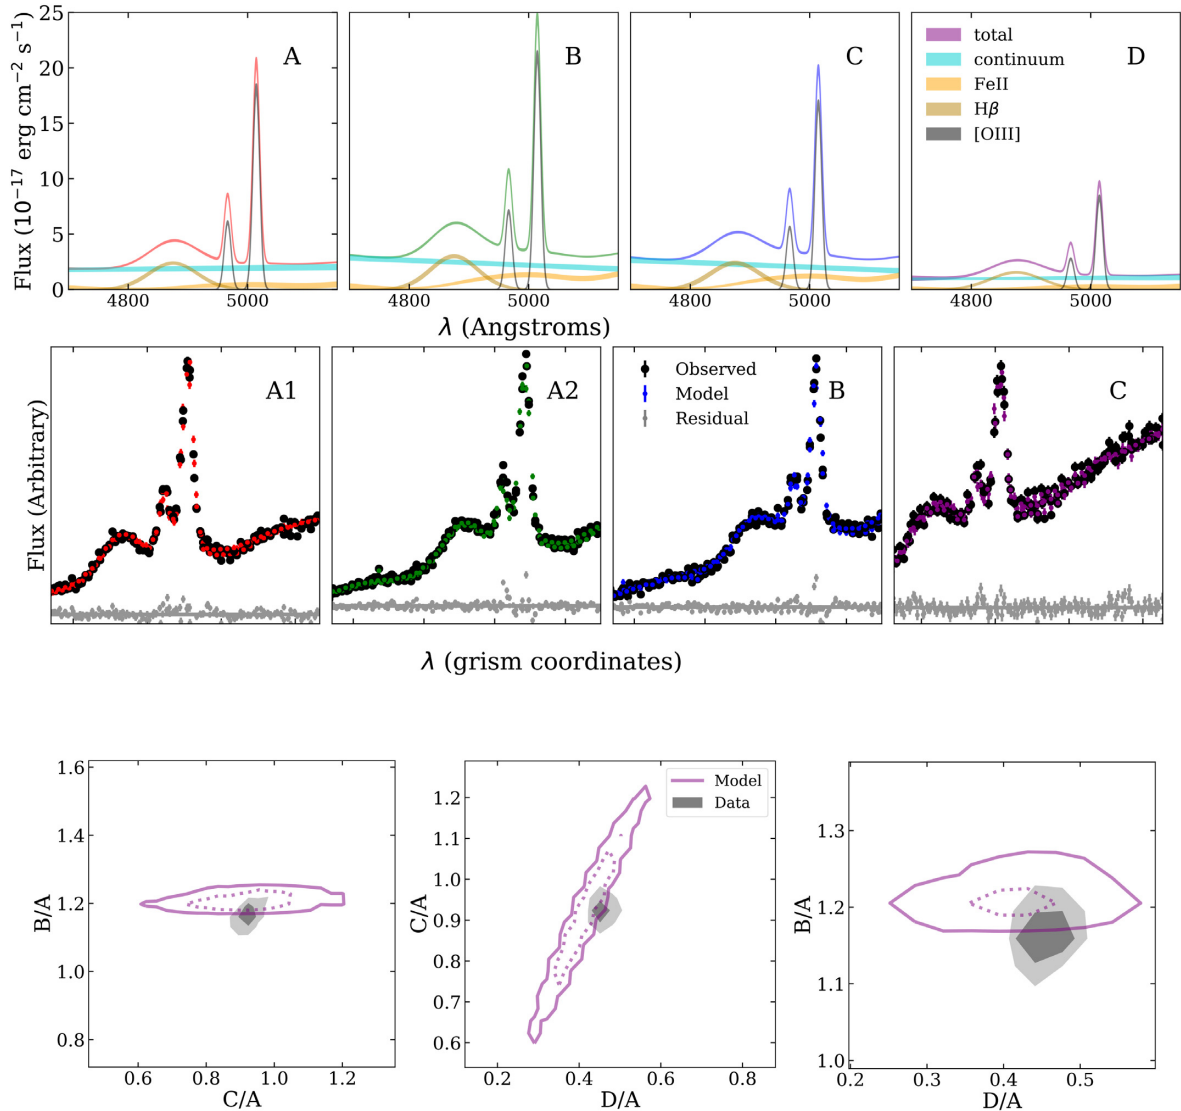 Flux (10⁻¹⁷ erg cm⁻² s⁻¹)
25
20
15
10
5
0
A
B
C
D
total
continuum
FeII
Hβ
[OIII]
4800 5000 4800 5000 4800 5000 4800 5000
λ (Angstroms)
Flux (Arbitrary)
A1
A2
B
C
Observed
Model
Residual
λ (grism coordinates)
B/A
1.6
1.4
1.2
1.0
0.8
0.6 0.8 1.0 1.2
C/A
C/A
1.2
1.1
1.0
0.9
0.8
0.7
0.6
Model
Data
0.2 0.4 0.6 0.8
D/A
B/A
1.3
1.2
1.1
1.0
0.2 0.3 0.4 0.5
D/A